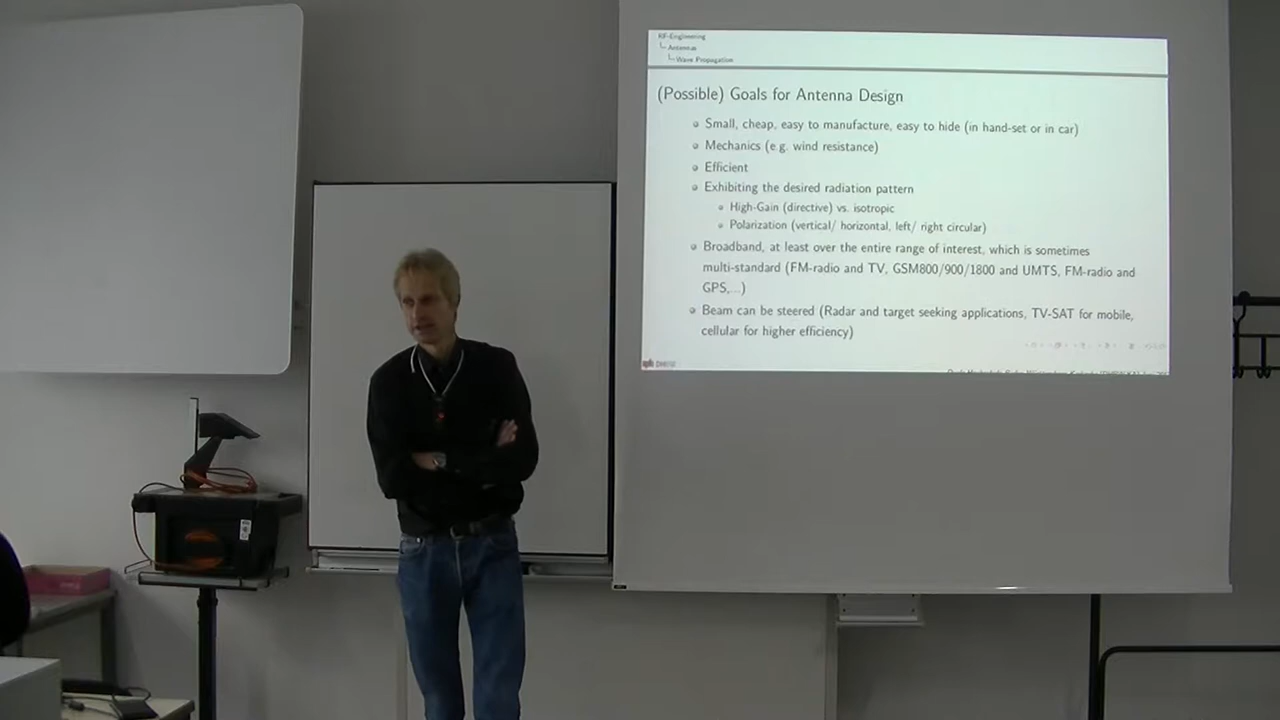 RF-Engineering
Antennas
Wave Propagation
(Possible) Goals for Antenna Design
Small, cheap, easy to manufacture, easy to hide (in hand-set or in car)
Mechanics (e.g. wind resistance)
Efficient
Exhibiting the desired radiation pattern
High-Gain (directive) vs. isotropic
Polarization (vertical/ horizontal, left/ right circular)
Broadband, at least over the entire range of interest, which is sometimes
multi-standard (FM-radio and TV, GSM800/900/1800 and UMTS, FM-radio and
GPS,...)
Beam can be steered (Radar and target seeking applications, TV-SAT for mobile,
cellular for higher efficiency)